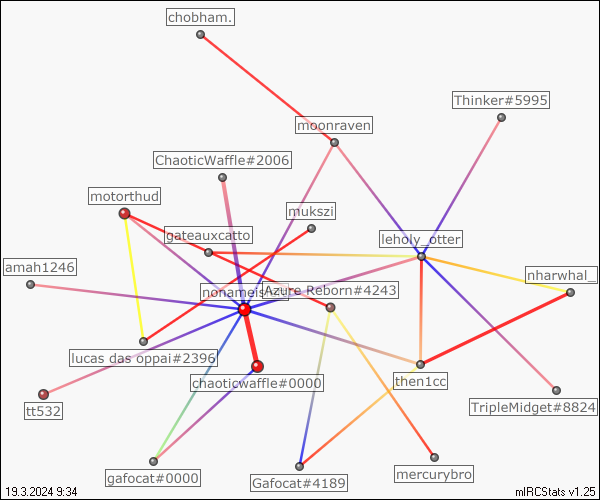 chobham.
Thinker#5995
moonraven
ChaoticWaffle#2006
motorthud
mukszi
gateauxcatto
leholy_otter
amah1246
nharwhal_
Azure Reborn#4243
lucas das oppai#2396
chaoticwaffle#0000
then1cc
tt532
TripleMidget#8824
gafocat#0000
Gafocat#4189
mercurybro
19.3.2024 9:34
mIRCStats v1.25